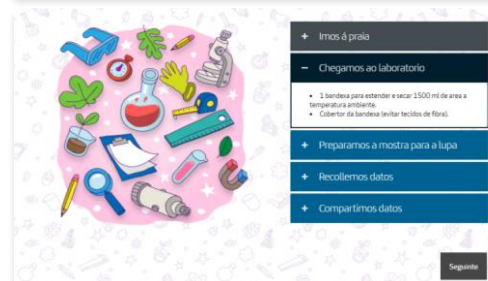 + Imos á praia
− Chegamos ao laboratorio
• 1 bandexa para estender e secar 1500 ml de area a
temperatura ambiente.
• Cobertor da bandexa (evitar tecidos de fibra).
+ Preparamos a mostra para a lupa
+ Recollemos datos
+ Compartimos datos
Seguinte